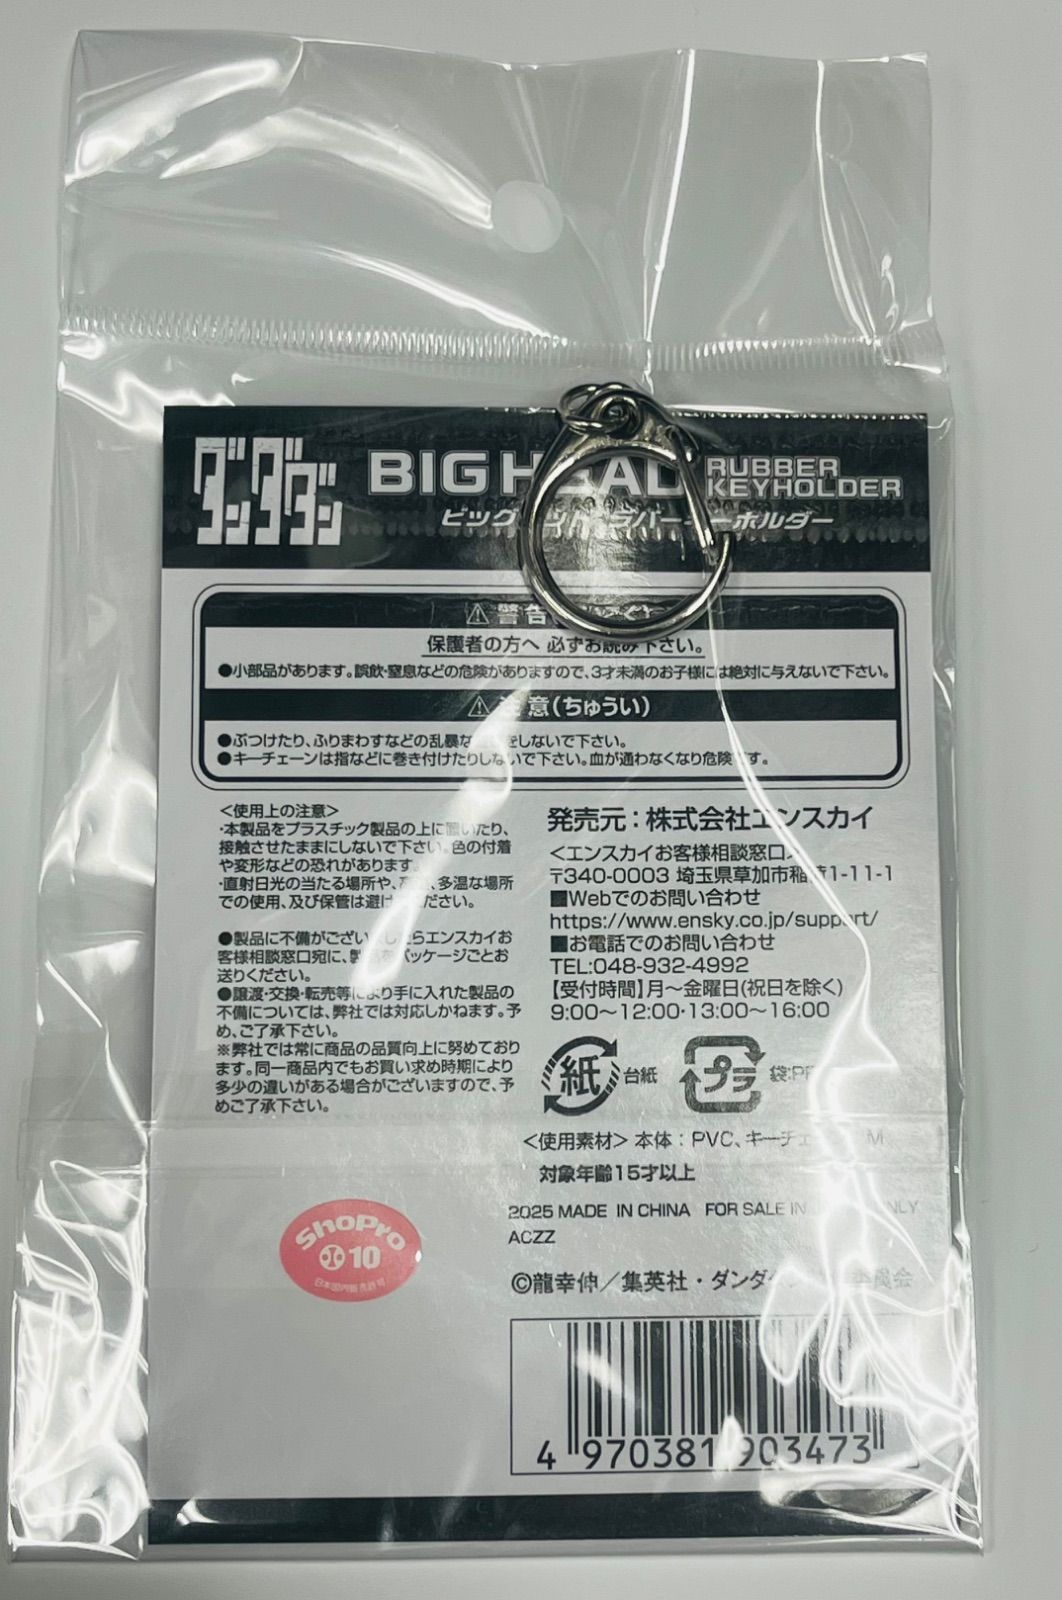 ダンダダン
BIG HEAD RUBBER KEYHOLDER
ビッグ ラバーキーホルダー
⚠警告
保護者の方へ 必ずお読み下さい。
●小部品があります。誤飲・窒息などの危険がありますので、3才未満のお子様には絶対に与えないで下さい。
⚠注意(ちゅうい)
●ぶつけたり、ふりまわすなどの乱暴な をしないで下さい。
●キーチェーンは指などに巻き付けたりしないで下さい。血が通わなくなり危険です。
<使用上の注意>
・本製品をプラスチック製品の上に置いたり、
接触させたままにしないで下さい。色の付着
や変形などの恐れがあります。
・直射日光の当たる場所や、 、多湿な場所
での使用、及び保管は避け ください。
●製品に不備がござい したらエンスカイお
客様相談窓口宛に、製品をパッケージごとお
送りください。
●譲渡・交換・転売等により手に入れた製品の
不備については、弊社では対応しかねます。予
め、ご了承下さい。
※弊社では常に商品の品質向上に努めており
ます。同一商品内でもお買い求め時期により
多少の違いがある場合がございますので、予
めご了承下さい。
発売元:株式会社エンスカイ
<エンスカイお客様相談窓口>
〒340-0003 埼玉県草加市稲荷1-11-1
■Webでのお問い合わせ
https://www.ensky.co.jp/support/
■お電話でのお問い合わせ
TEL:048-932-4992
【受付時間】月～金曜日(祝日を除く)
9:00～12:00・13:00～16:00
紙 台紙 プラ 袋:PP
<使用素材> 本体:PVC、キーチェ
対象年齢15才以上
2025 MADE IN CHINA FOR SALE IN ONLY
ACZZ
©龍幸伸/集英社・ダンダ 委員会
ShoPro
10
日本国内販売許可
4 970381 903473